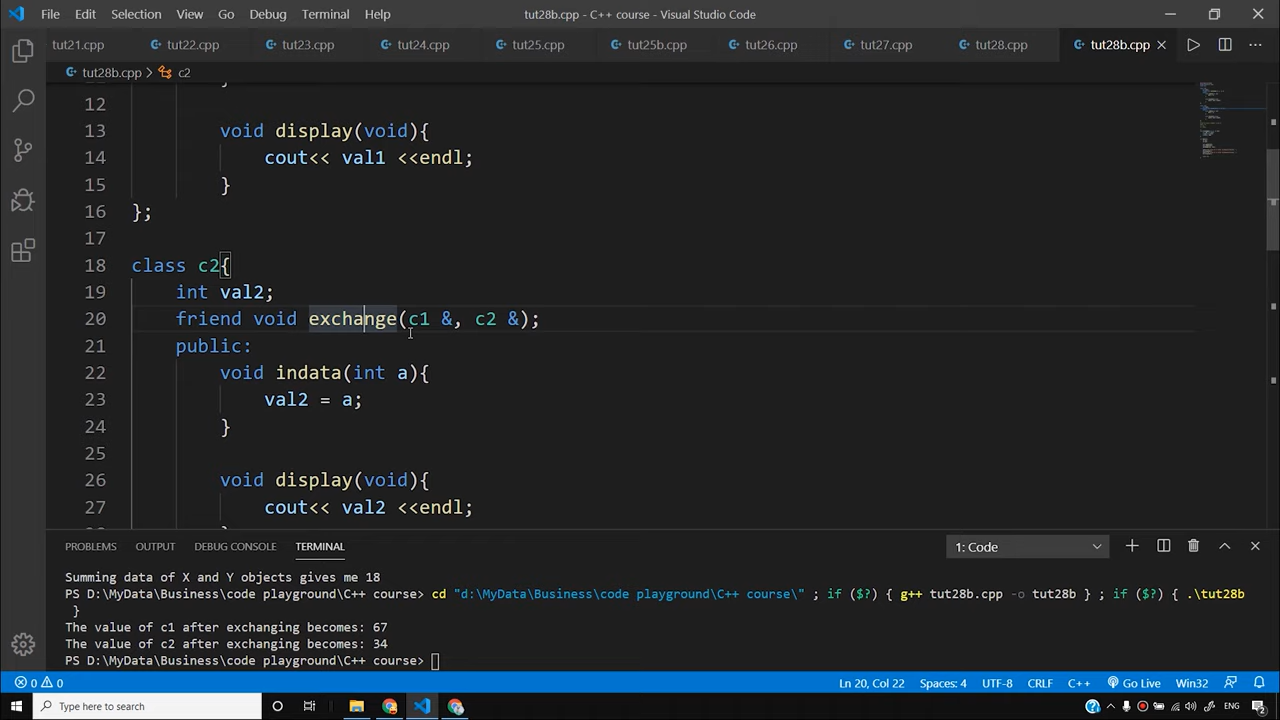 File Edit Selection View Go Debug Terminal Help tut28b.cpp - C++ course - Visual Studio Code
tut21.cpp tut22.cpp tut23.cpp tut24.cpp tut25.cpp tut25b.cpp tut26.cpp tut27.cpp tut28.cpp tut28b.cpp
tut28b.cpp > c2
12
13 void display(void){
14 cout<< val1 <<endl;
15 }
16 };
17
18 class c2{
19 int val2;
20 friend void exchange(c1 &, c2 &);
21 public:
22 void indata(int a){
23 val2 = a;
24 }
25
26 void display(void){
27 cout<< val2 <<endl;
PROBLEMS OUTPUT DEBUG CONSOLE TERMINAL 1: Code
Summing data of X and Y objects gives me 18
PS D:\MyData\Business\code playground\C++ course> cd "d:\MyData\Business\code playground\C++ course\" ; if ($?) { g++ tut28b.cpp -o tut28b } ; if ($?) { .\tut28b
}
The value of c1 after exchanging becomes: 67
The value of c2 after exchanging becomes: 34
PS D:\MyData\Business\code playground\C++ course>
0 0 Ln 20, Col 22 Spaces: 4 UTF-8 CRLF C++ Go Live Win32
Type here to search ENG 2